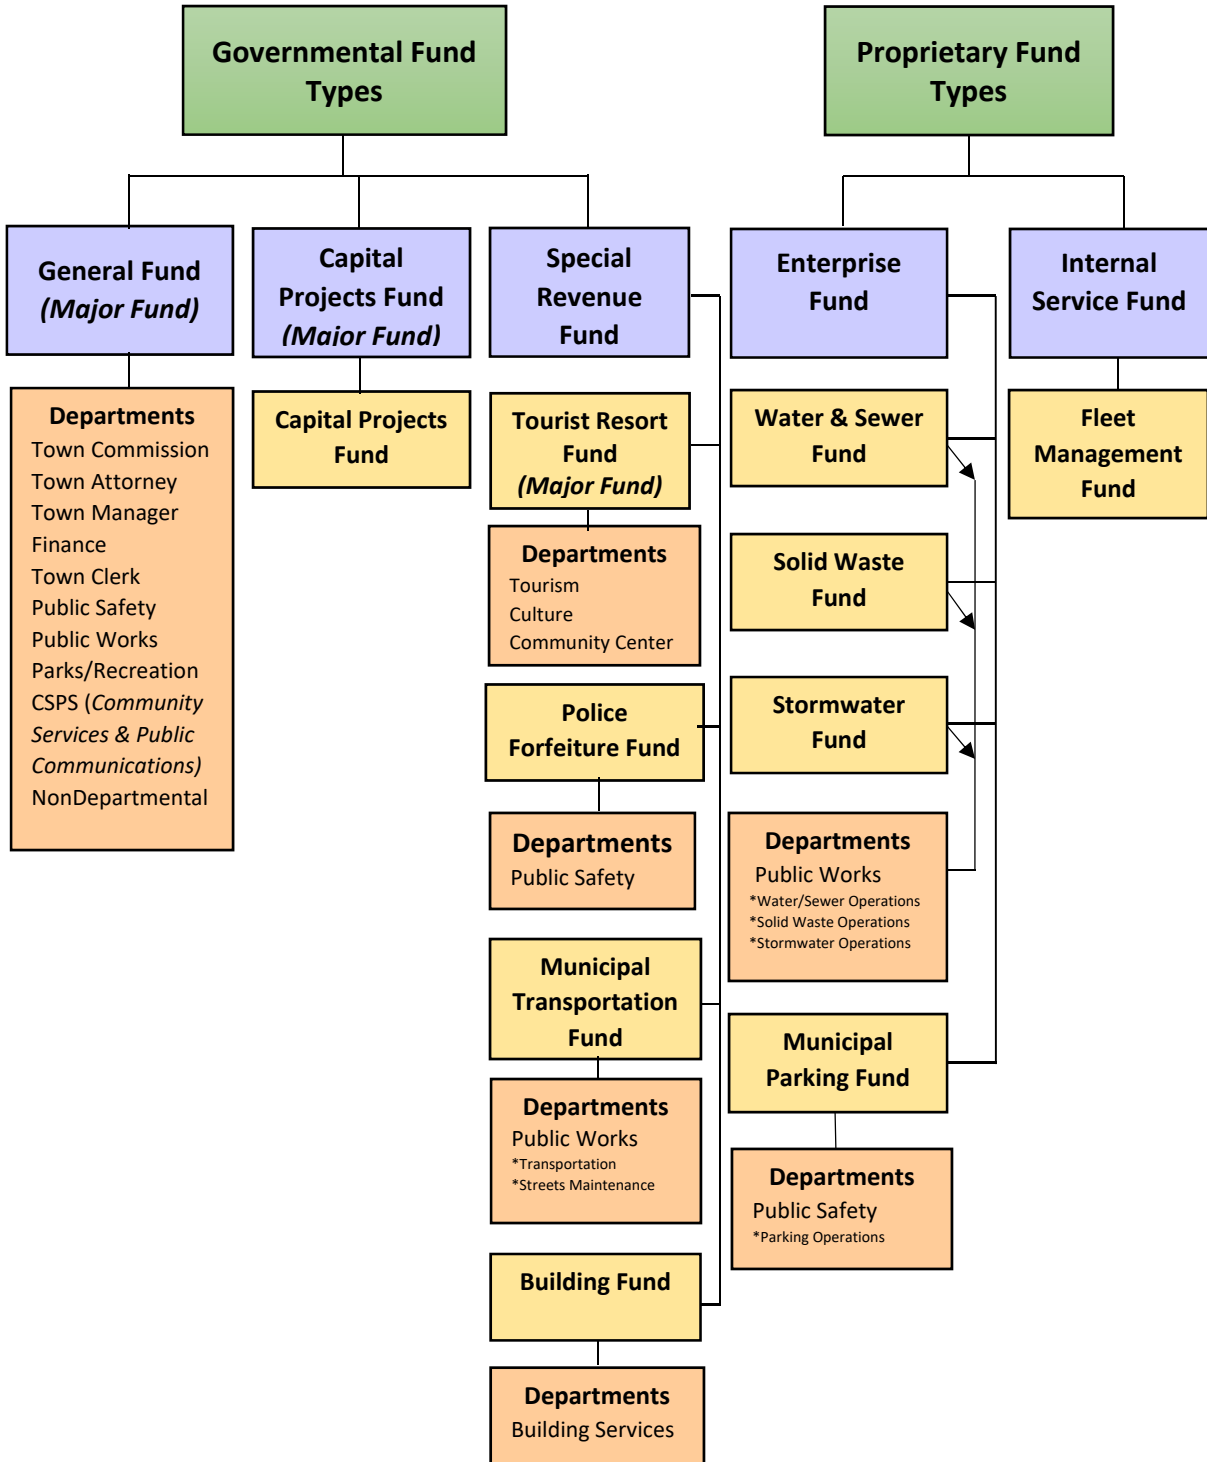 Governmental Fund
Types
Proprietary Fund
Types
General Fund
(Major Fund)
Capital
Projects Fund
(Major Fund)
Special
Revenue
Fund
Enterprise
Fund
Internal
Service Fund
Departments
Town Commission
Town Attorney
Town Manager
Finance
Town Clerk
Public Safety
Public Works
Parks/Recreation
CSPS (Community
Services & Public
Communications)
NonDepartmental
Capital Projects
Fund
Tourist Resort
Fund
(Major Fund)
Departments
Tourism
Culture
Community Center
Police
Forfeiture Fund
Departments
Public Safety
Municipal
Transportation
Fund
Departments
Public Works
*Transportation
*Streets Maintenance
Building Fund
Departments
Building Services
Water & Sewer
Fund
Solid Waste
Fund
Stormwater
Fund
Departments
Public Works
*Water/Sewer Operations
*Solid Waste Operations
*Stormwater Operations
Municipal
Parking Fund
Departments
Public Safety
*Parking Operations
Fleet
Management
Fund